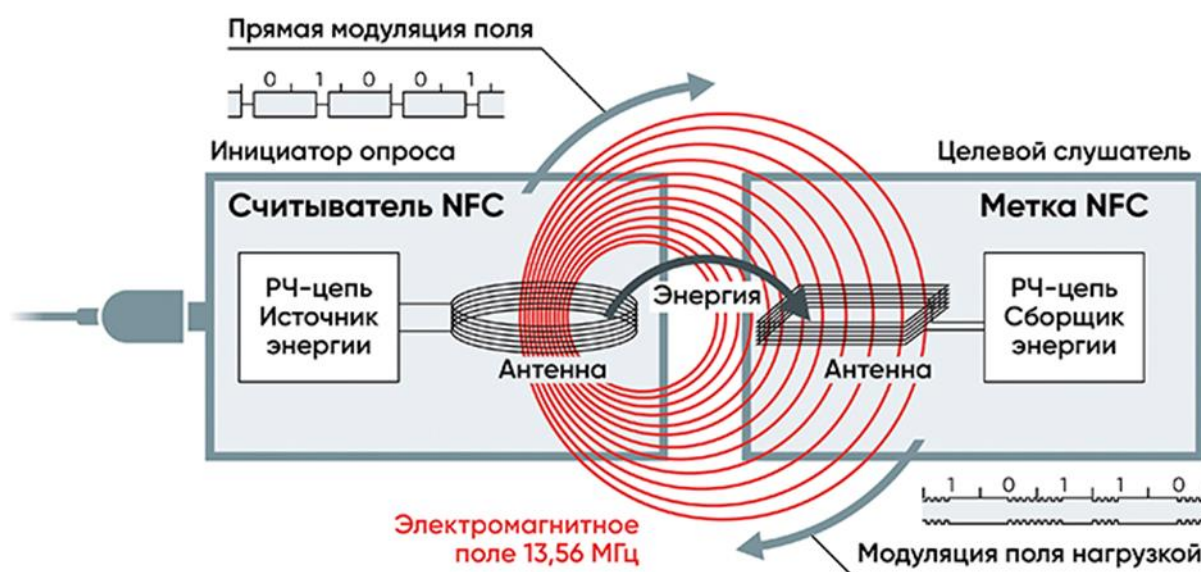 Прямая модуляция поля
0 1 0 0 1
Инициатор опроса
Целевой слушатель
Считыватель NFC
Метка NFC
РЧ-цепь
Источник
энергии
Энергия
РЧ-цепь
Сборщик
энергии
Антенна
Антенна
Электромагнитное
поле 13,56 МГц
1 0 1 1 0
Модуляция поля нагрузкой